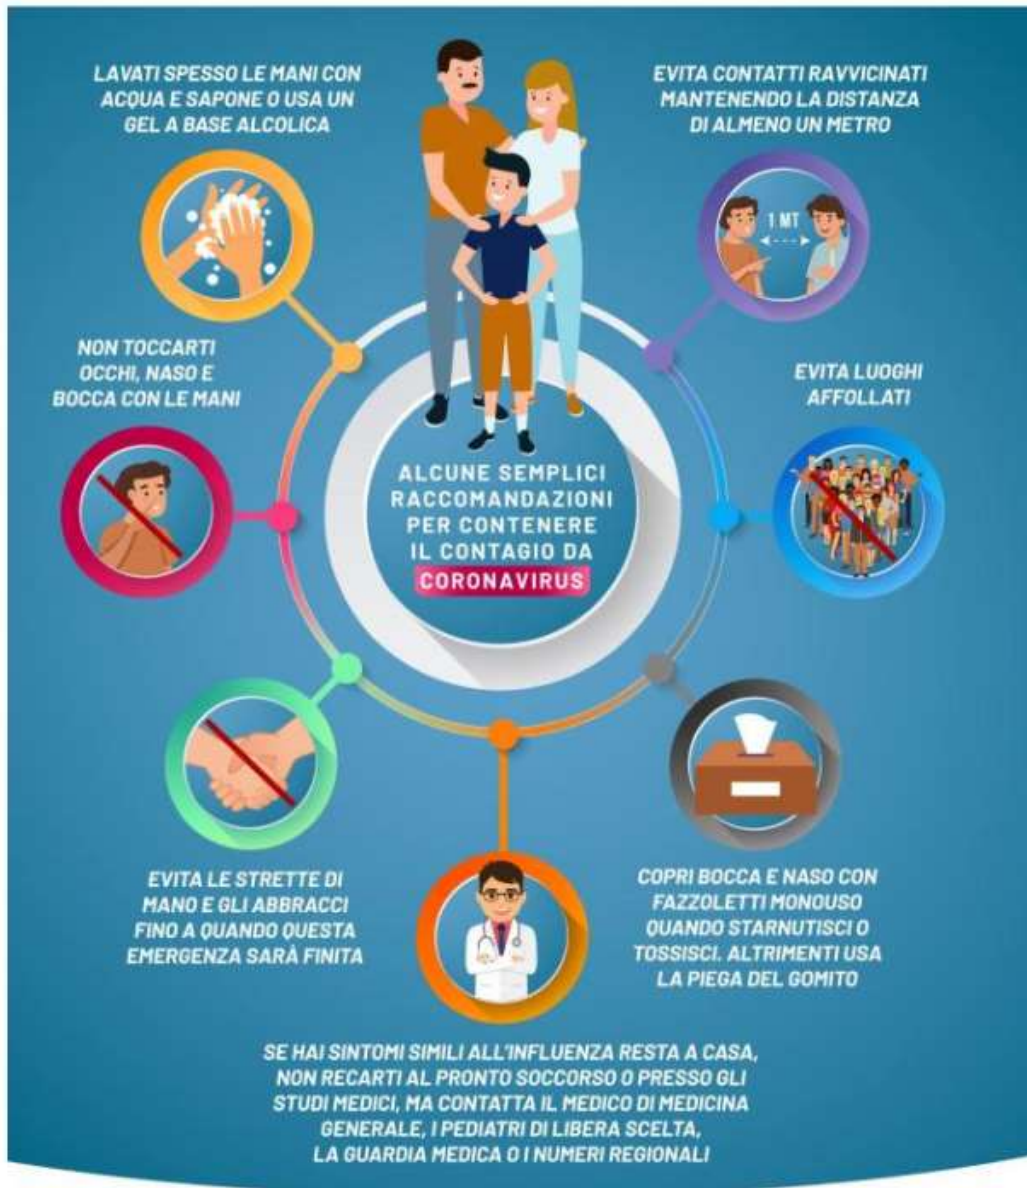 LAVATI SPESSO LE MANI CON
ACQUA E SAPONE O USA UN
GEL A BASE ALCOLICA
EVITA CONTATTI RAVVICINATI
MANTENENDO LA DISTANZA
DI ALMENO UN METRO
1 MT
NON TOCCARTI
OCCHI, NASO E
BOCCA CON LE MANI
EVITA LUOGHI
AFFOLLATI
ALCUNE SEMPLICI
RACCOMANDAZIONI
PER CONTENERE
IL CONTAGIO DA
CORONAVIRUS
EVITA LE STRETTE DI
MANO E GLI ABBRACCI
FINO A QUANDO QUESTA
EMERGENZA SARÀ FINITA
COPRI BOCCA E NASO CON
FAZZOLETTI MONOUSO
QUANDO STARNUTISCI O
TOSSISCI. ALTRIMENTI USA
LA PIEGA DEL GOMITO
SE HAI SINTOMI SIMILI ALL'INFLUENZA RESTA A CASA,
NON RECARTI AL PRONTO SOCCORSO O PRESSO GLI
STUDI MEDICI, MA CONTATTA IL MEDICO DI MEDICINA
GENERALE, I PEDIATRI DI LIBERA SCELTA,
LA GUARDIA MEDICA O I NUMERI REGIONALI